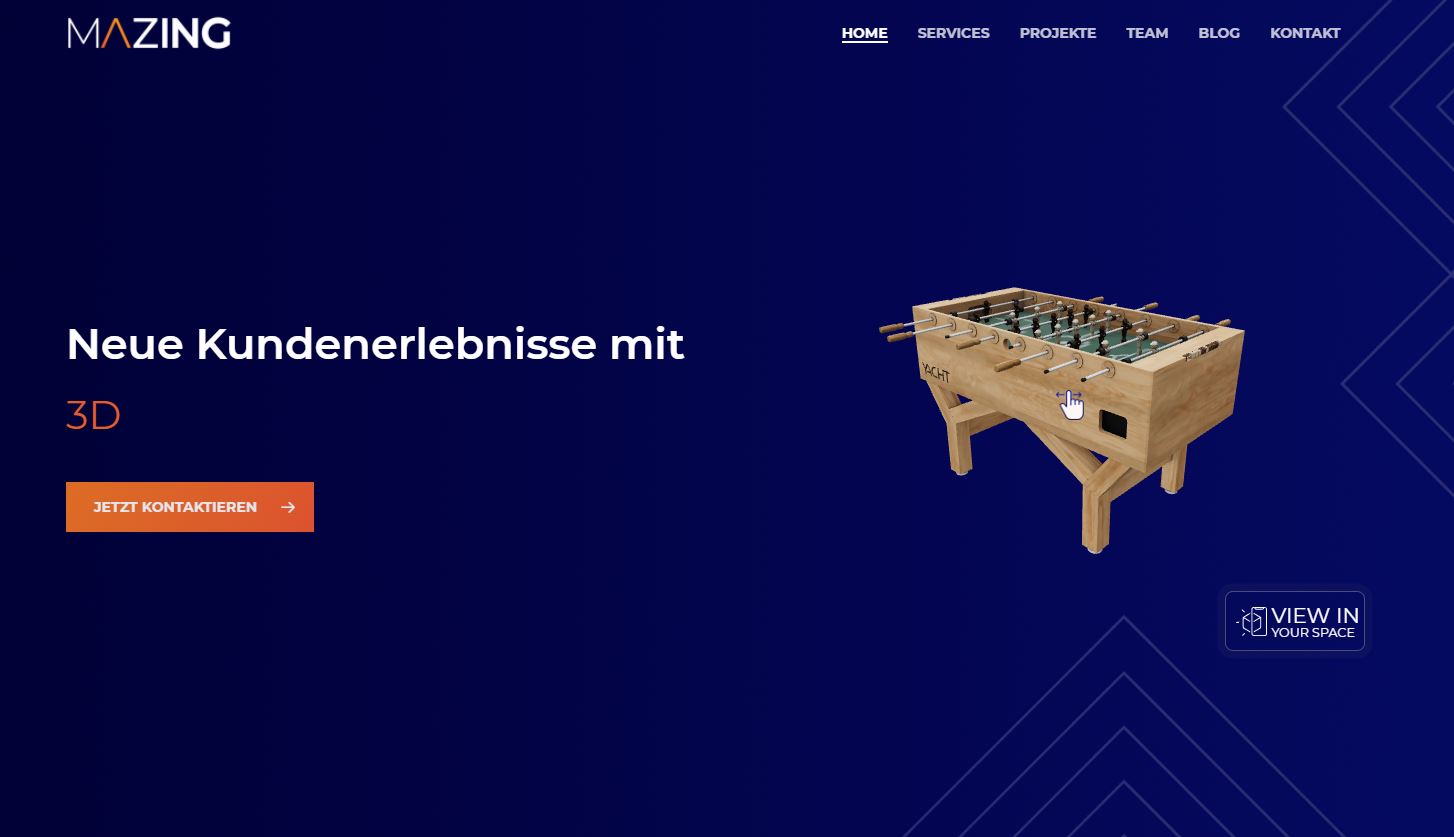 MAZING
HOME SERVICES PROJEKTE TEAM BLOG KONTAKT
Neue Kundenerlebnisse mit
3D
JETZT KONTAKTIEREN
YACHT
VIEW IN
YOUR SPACE